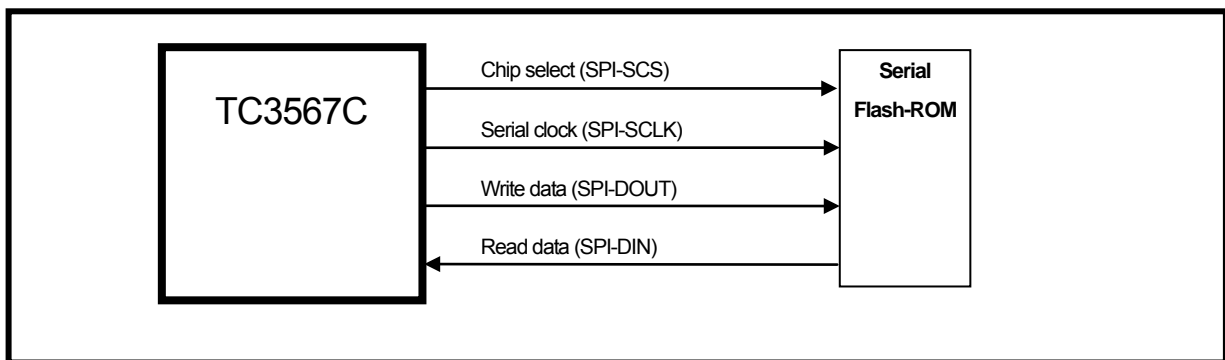 TC3567C
Chip select (SPI-SCS)
Serial clock (SPI-SCLK)
Write data (SPI-DOUT)
Read data (SPI-DIN)
Serial
Flash-ROM